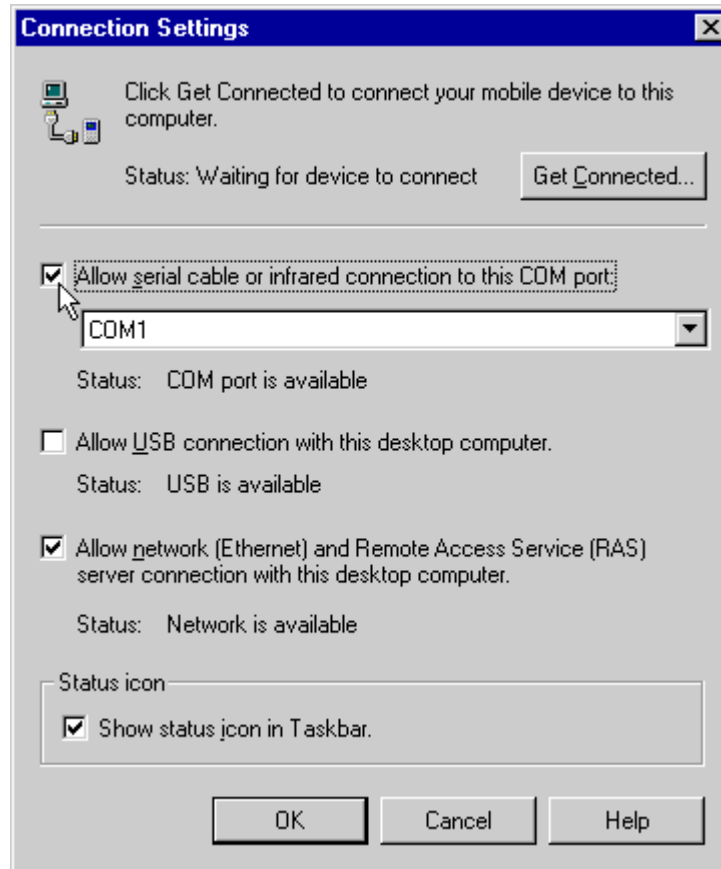 Connection Settings
Click Get Connected to connect your mobile device to this
computer.
Status: Waiting for device to connect
Get Connected...
Allow serial cable or infrared connection to this COM port:
COM1
Status: COM port is available
Allow USB connection with this desktop computer.
Status: USB is available
Allow network (Ethernet) and Remote Access Service (RAS)
server connection with this desktop computer.
Status: Network is available
Status icon
Show status icon in Taskbar.
OK Cancel Help